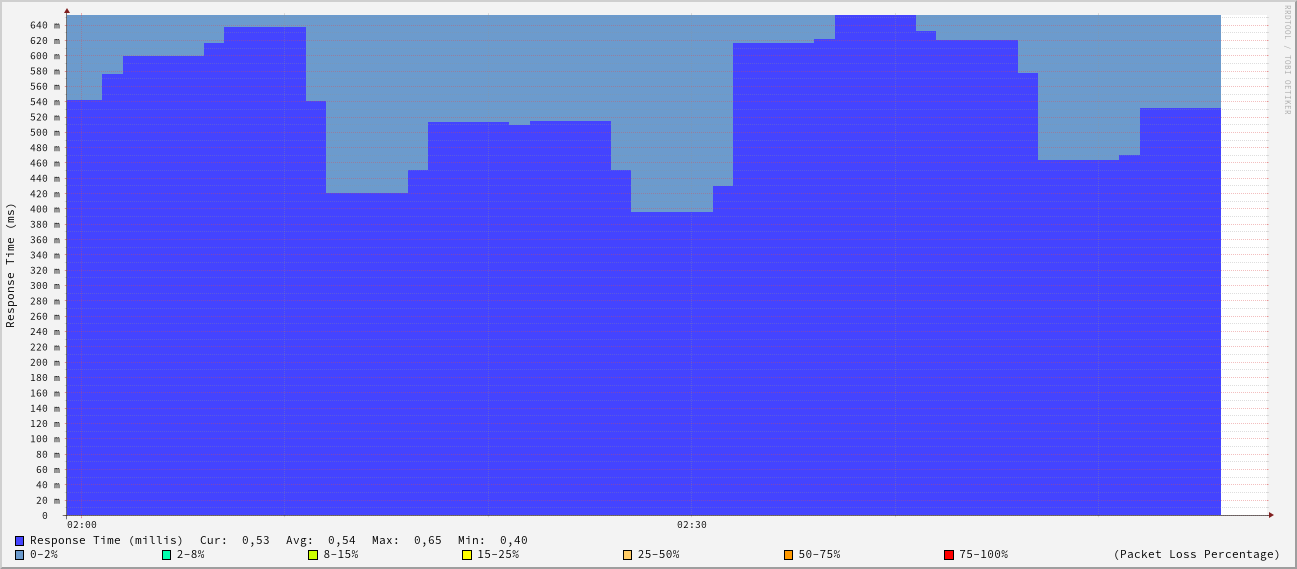 RRDTOOL / TOBI OETIKER
Response Time (ms)
640 m
620 m
600 m
580 m
560 m
540 m
520 m
500 m
480 m
460 m
440 m
420 m
400 m
380 m
360 m
340 m
320 m
300 m
280 m
260 m
240 m
220 m
200 m
180 m
160 m
140 m
120 m
100 m
80 m
60 m
40 m
20 m
0
02:00 02:30
Response Time (millis) Cur: 0,53 Avg: 0,54 Max: 0,65 Min: 0,40
0-2% 2-8% 8-15% 15-25% 25-50% 50-75% 75-100% (Packet Loss Percentage)